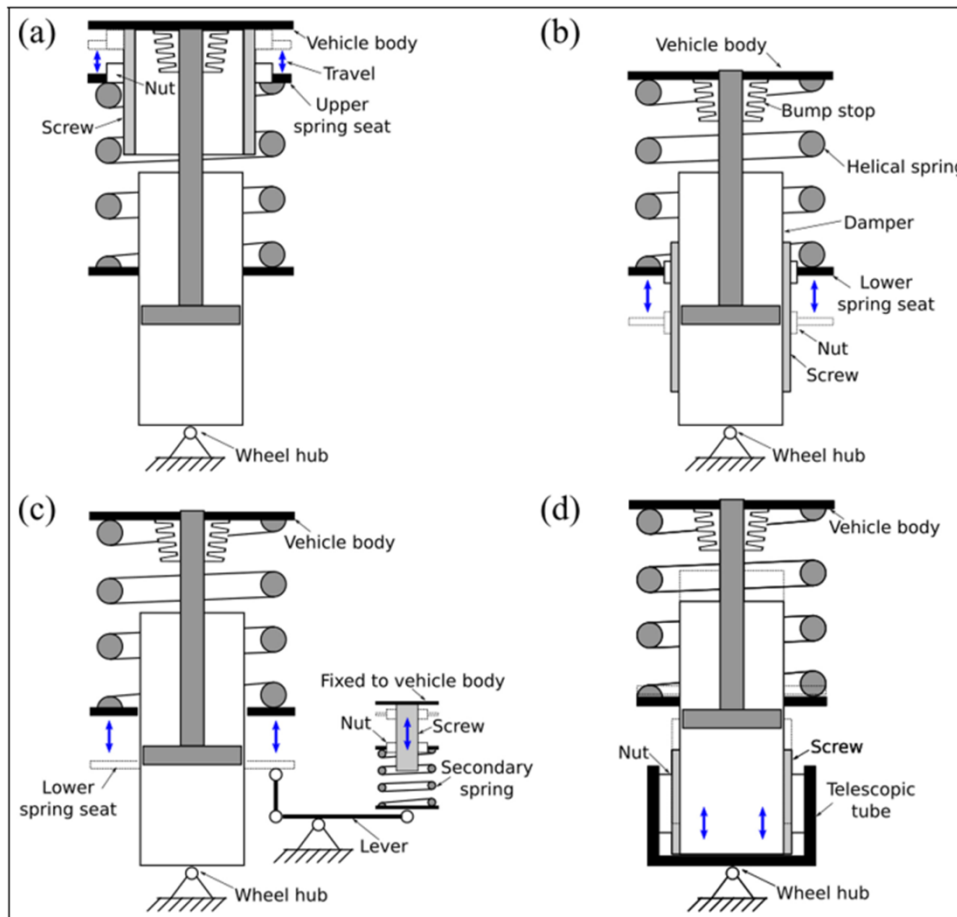 (a)
Vehicle body
Travel
Nut
Upper
spring seat
Screw
Wheel hub
(b)
Vehicle body
Bump stop
Helical spring
Damper
Lower
spring seat
Nut
Screw
Wheel hub
(c)
Vehicle body
Fixed to vehicle body
Nut
Screw
Secondary
spring
Lower
spring seat
Lever
Wheel hub
(d)
Vehicle body
Nut
Screw
Telescopic
tube
Wheel hub